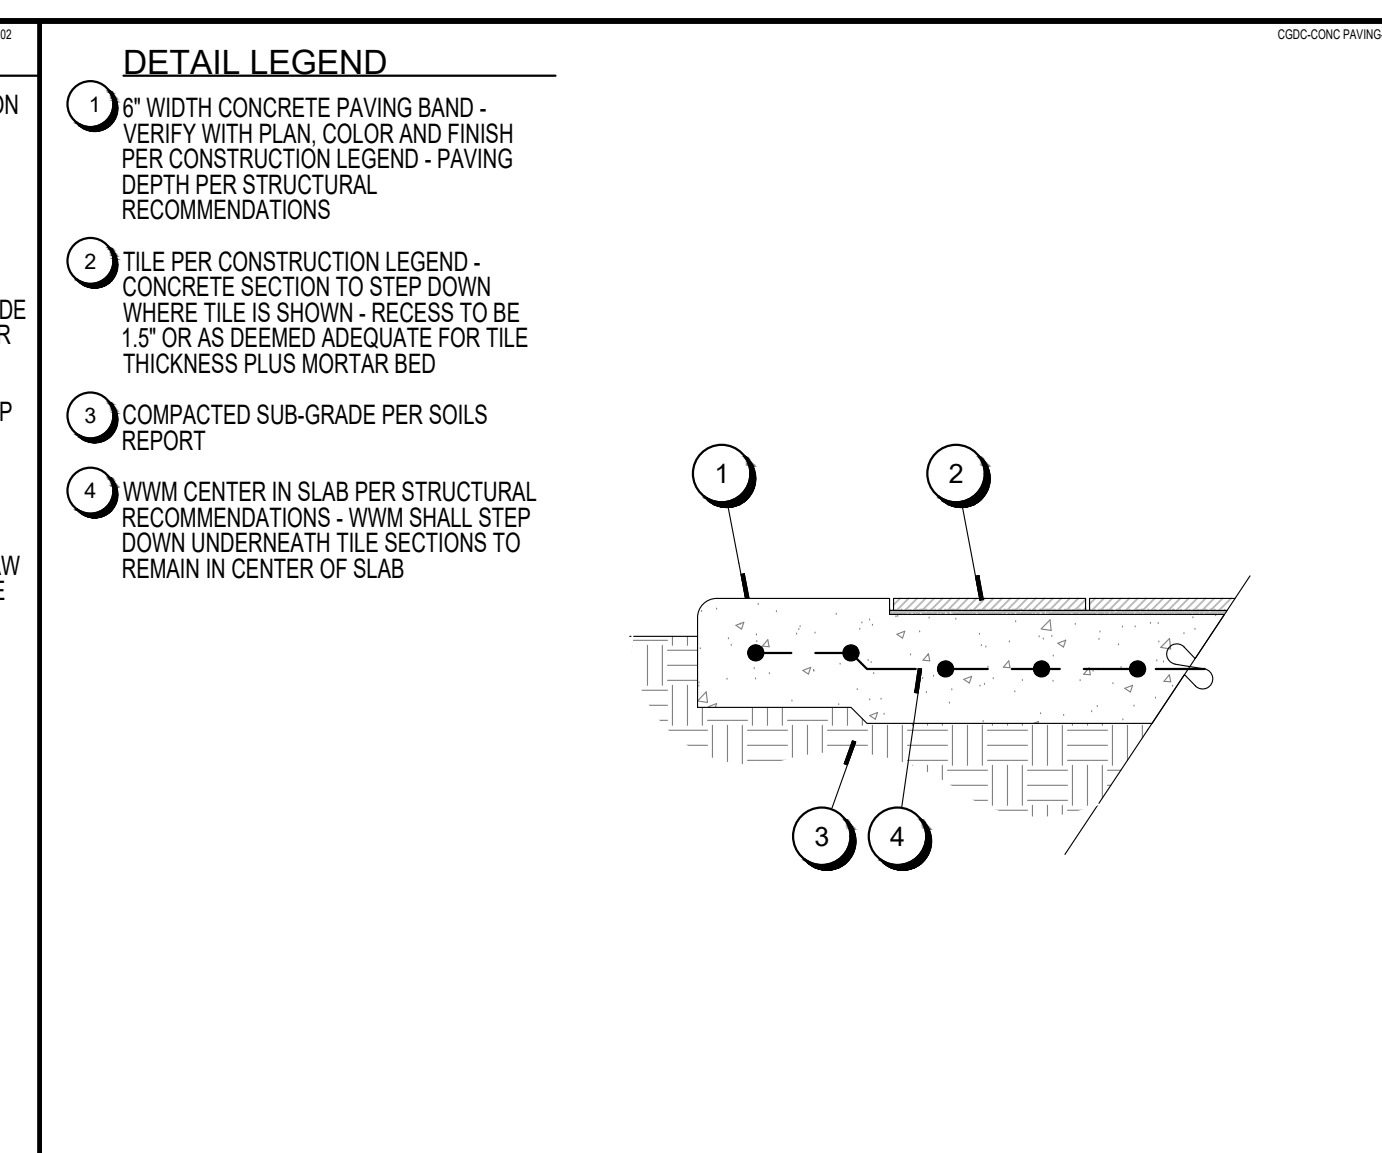 02
CGDC-CONC PAVING-
ON
DE
R
P
AW
E
DETAIL LEGEND
1
6" WIDTH CONCRETE PAVING BAND -
VERIFY WITH PLAN, COLOR AND FINISH
PER CONSTRUCTION LEGEND - PAVING
DEPTH PER STRUCTURAL
RECOMMENDATIONS
2
TILE PER CONSTRUCTION LEGEND -
CONCRETE SECTION TO STEP DOWN
WHERE TILE IS SHOWN - RECESS TO BE
1.5" OR AS DEEMED ADEQUATE FOR TILE
THICKNESS PLUS MORTAR BED
3
COMPACTED SUB-GRADE PER SOILS
REPORT
4
WWM CENTER IN SLAB PER STRUCTURAL
RECOMMENDATIONS - WWM SHALL STEP
DOWN UNDERNEATH TILE SECTIONS TO
REMAIN IN CENTER OF SLAB
1
2
3
4